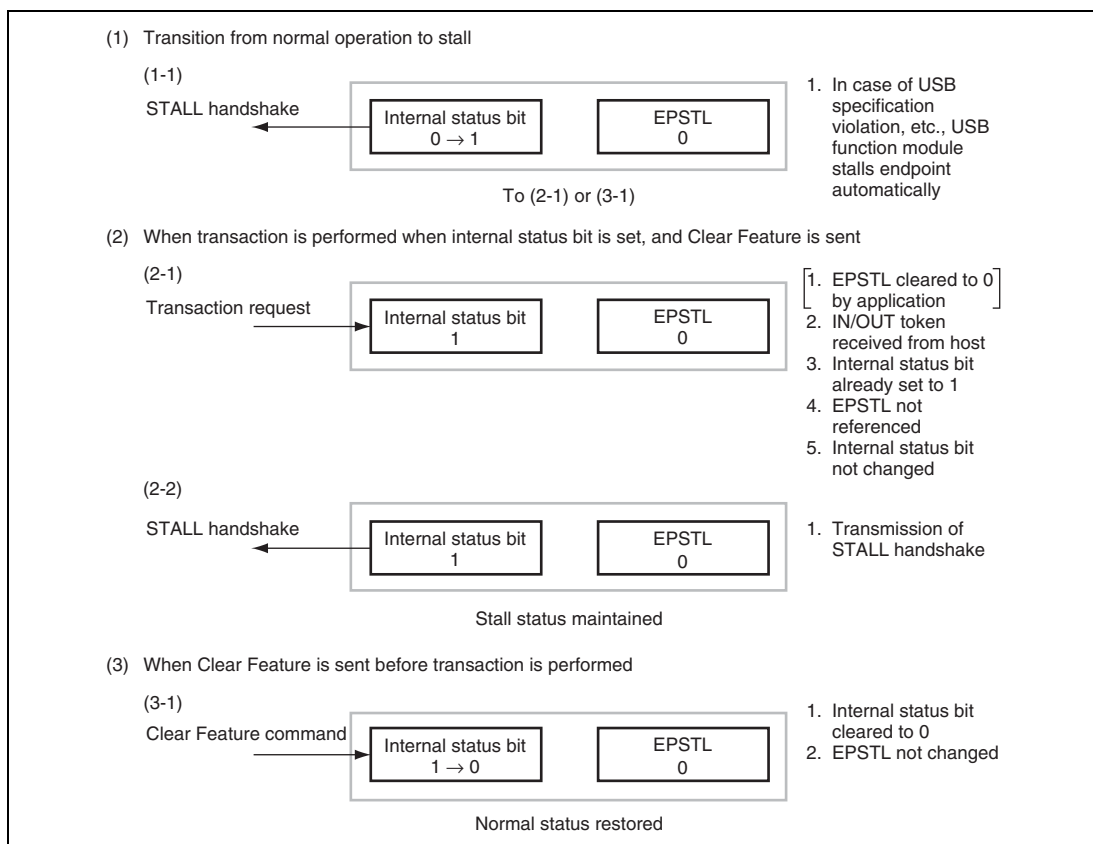 (1) Transition from normal operation to stall
(1-1)
STALL handshake
Internal status bit
0 → 1
EPSTL
0
To (2-1) or (3-1)
1. In case of USB
specification
violation, etc., USB
function module
stalls endpoint
automatically
(2) When transaction is performed when internal status bit is set, and Clear Feature is sent
(2-1)
Transaction request
Internal status bit
1
EPSTL
0
1. EPSTL cleared to 0
by application
2. IN/OUT token
received from host
3. Internal status bit
already set to 1
4. EPSTL not
referenced
5. Internal status bit
not changed
(2-2)
STALL handshake
Internal status bit
1
EPSTL
0
1. Transmission of
STALL handshake
Stall status maintained
(3) When Clear Feature is sent before transaction is performed
(3-1)
Clear Feature command
Internal status bit
1 → 0
EPSTL
0
1. Internal status bit
cleared to 0
2. EPSTL not changed
Normal status restored